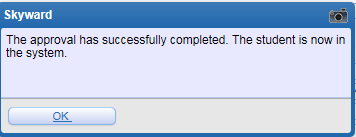 Skyward
The approval has successfully completed. The student is now in
the system.
OK